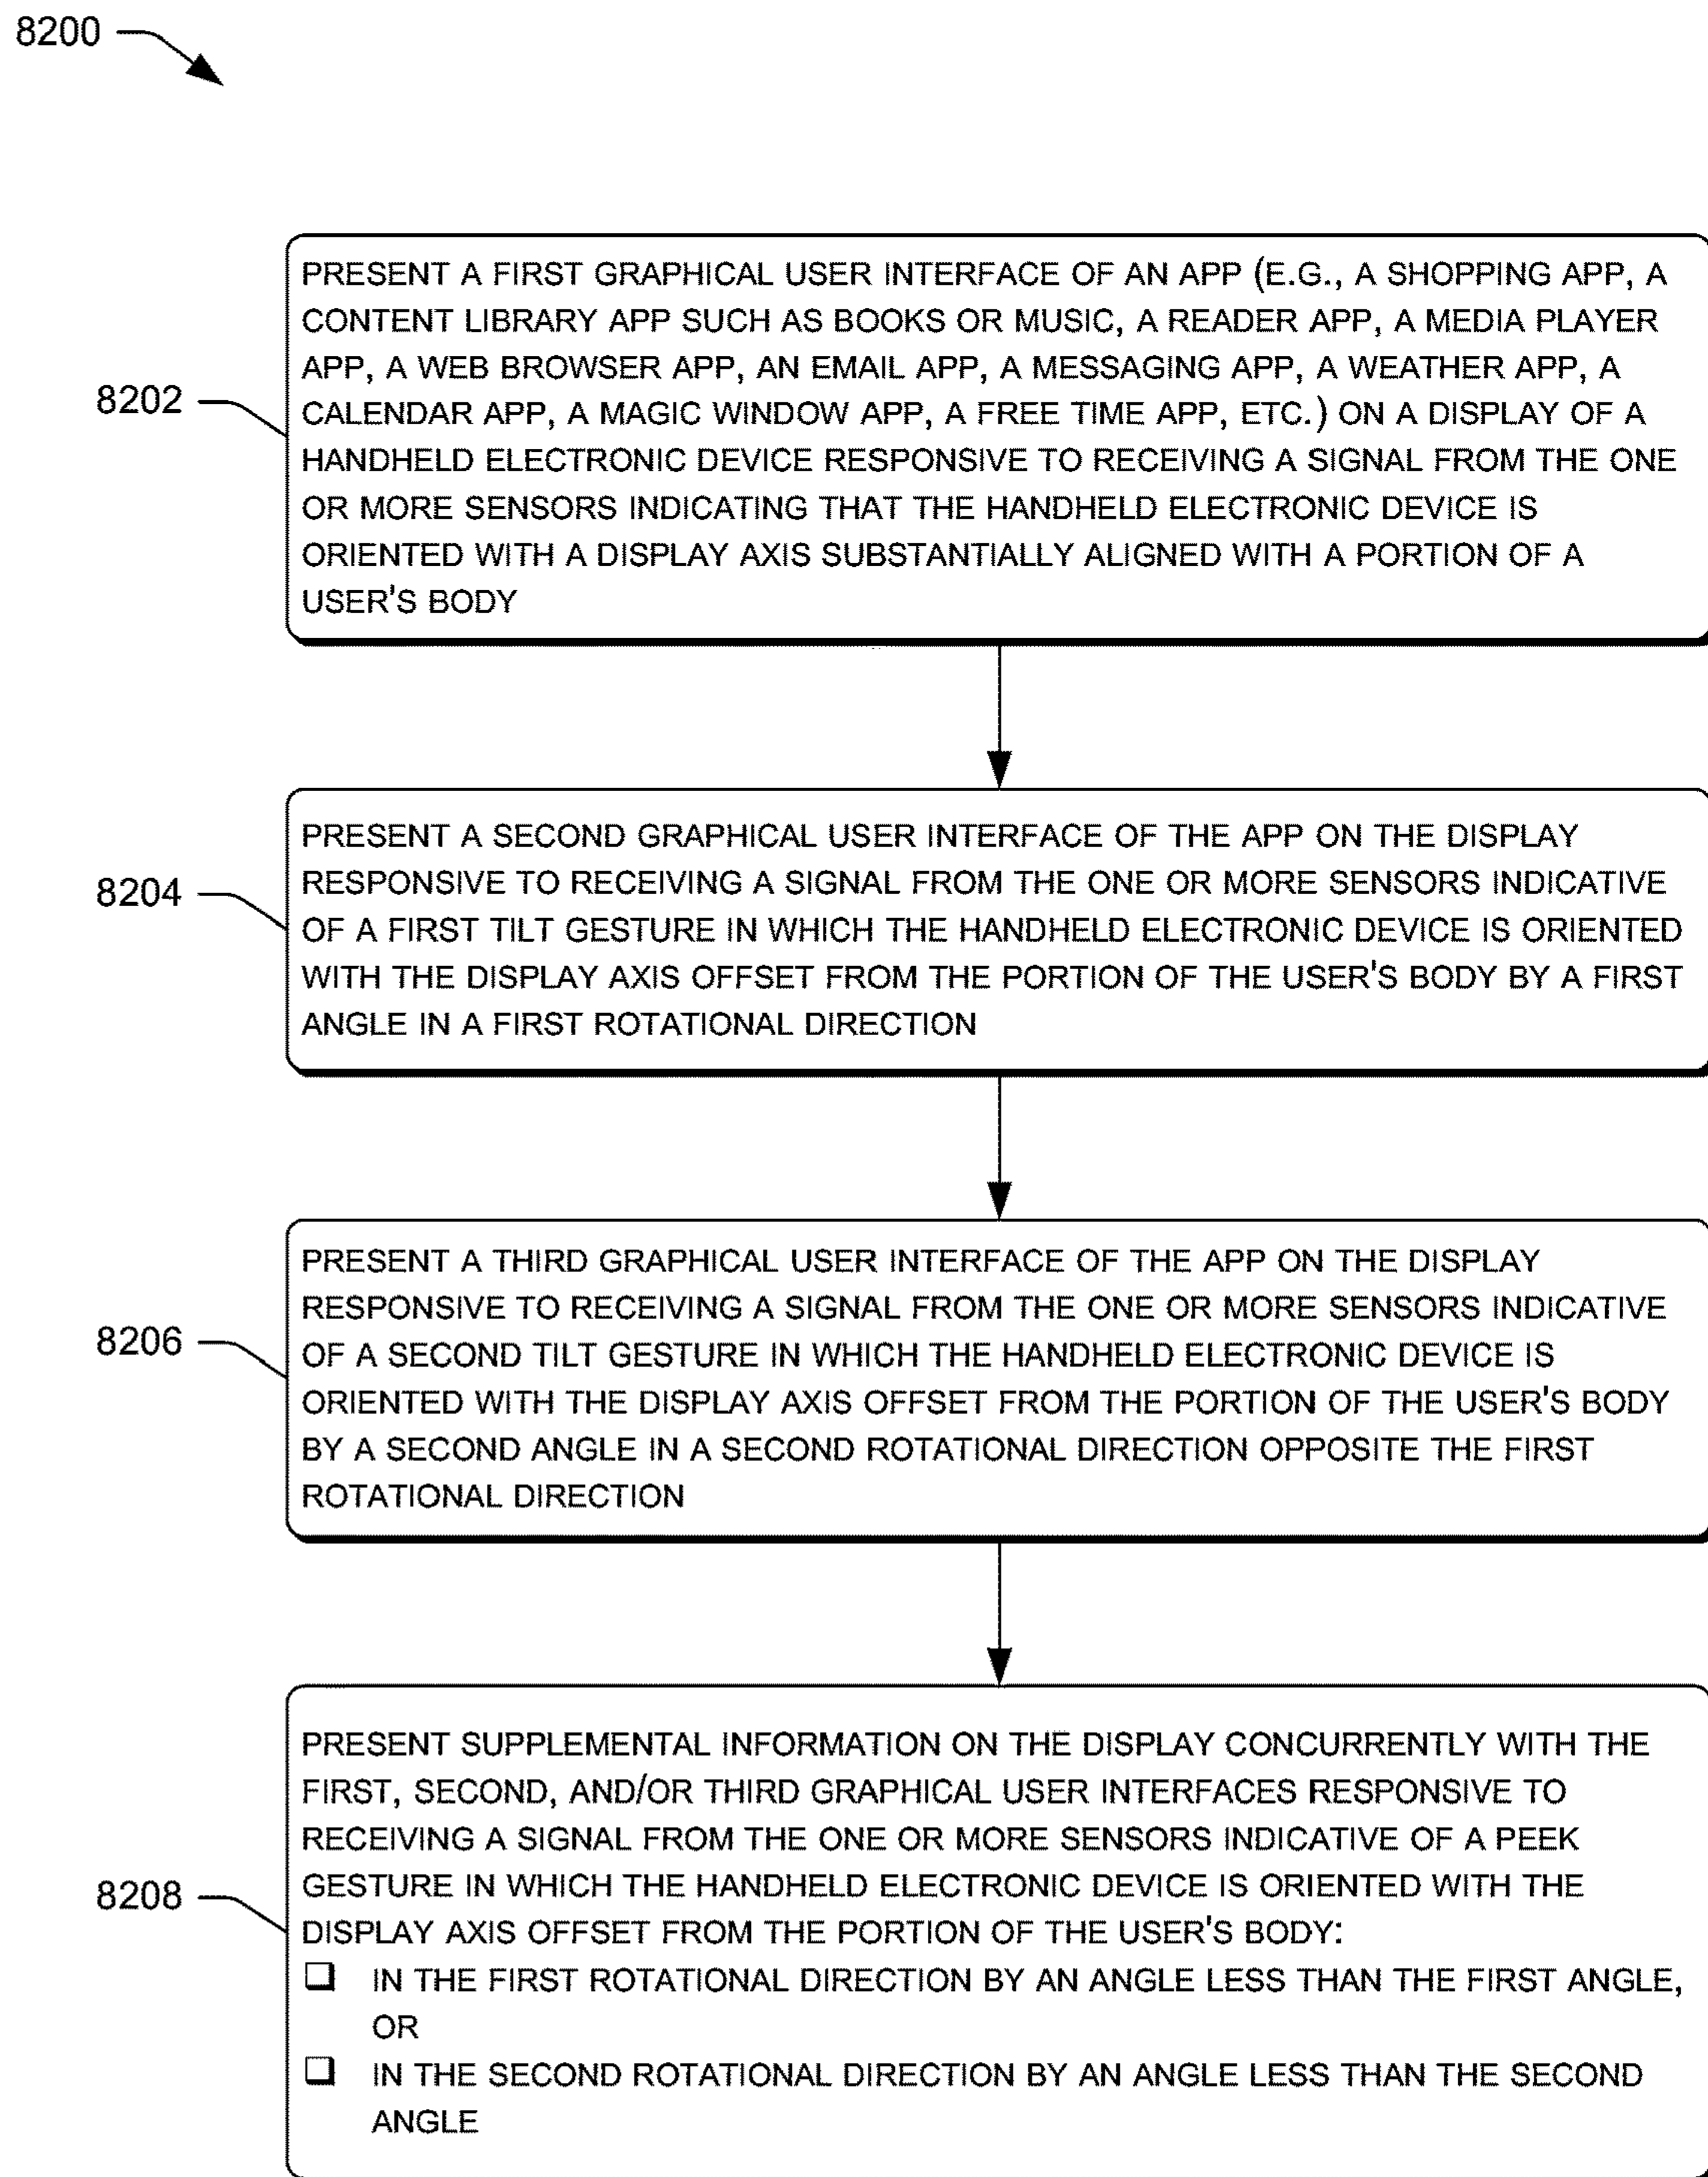 8200
PRESENT A FIRST GRAPHICAL USER INTERFACE OF AN APP (E.G., A SHOPPING APP, A
CONTENT LIBRARY APP SUCH AS BOOKS OR MUSIC, A READER APP, A MEDIA PLAYER
APP, A WEB BROWSER APP, AN EMAIL APP, A MESSAGING APP, A WEATHER APP, A
CALENDAR APP, A MAGIC WINDOW APP, A FREE TIME APP, ETC.) ON A DISPLAY OF A
HANDHELD ELECTRONIC DEVICE RESPONSIVE TO RECEIVING A SIGNAL FROM THE ONE
OR MORE SENSORS INDICATING THAT THE HANDHELD ELECTRONIC DEVICE IS
ORIENTED WITH A DISPLAY AXIS SUBSTANTIALLY ALIGNED WITH A PORTION OF A
USER'S BODY
8202
PRESENT A SECOND GRAPHICAL USER INTERFACE OF THE APP ON THE DISPLAY
RESPONSIVE TO RECEIVING A SIGNAL FROM THE ONE OR MORE SENSORS INDICATIVE
OF A FIRST TILT GESTURE IN WHICH THE HANDHELD ELECTRONIC DEVICE IS ORIENTED
WITH THE DISPLAY AXIS OFFSET FROM THE PORTION OF THE USER'S BODY BY A FIRST
ANGLE IN A FIRST ROTATIONAL DIRECTION
8204
PRESENT A THIRD GRAPHICAL USER INTERFACE OF THE APP ON THE DISPLAY
RESPONSIVE TO RECEIVING A SIGNAL FROM THE ONE OR MORE SENSORS INDICATIVE
OF A SECOND TILT GESTURE IN WHICH THE HANDHELD ELECTRONIC DEVICE IS
ORIENTED WITH THE DISPLAY AXIS OFFSET FROM THE PORTION OF THE USER'S BODY
BY A SECOND ANGLE IN A SECOND ROTATIONAL DIRECTION OPPOSITE THE FIRST
ROTATIONAL DIRECTION
8206
PRESENT SUPPLEMENTAL INFORMATION ON THE DISPLAY CONCURRENTLY WITH THE
FIRST, SECOND, AND/OR THIRD GRAPHICAL USER INTERFACES RESPONSIVE TO
RECEIVING A SIGNAL FROM THE ONE OR MORE SENSORS INDICATIVE OF A PEEK
GESTURE IN WHICH THE HANDHELD ELECTRONIC DEVICE IS ORIENTED WITH THE
DISPLAY AXIS OFFSET FROM THE PORTION OF THE USER'S BODY:
❑ IN THE FIRST ROTATIONAL DIRECTION BY AN ANGLE LESS THAN THE FIRST ANGLE,
OR
❑ IN THE SECOND ROTATIONAL DIRECTION BY AN ANGLE LESS THAN THE SECOND
ANGLE
8208